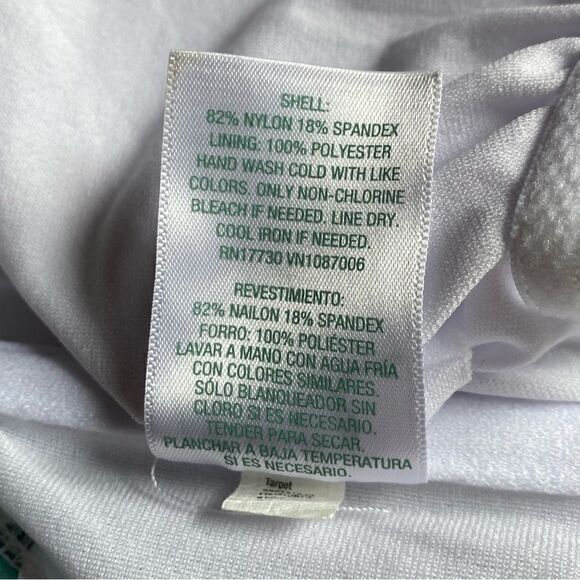 SHELL:
82% NYLON 18% SPANDEX
LINING: 100% POLYESTER
HAND WASH COLD WITH LIKE
COLORS. ONLY NON-CHLORINE
BLEACH IF NEEDED. LINE DRY.
COOL IRON IF NEEDED.
RN17730 VN1087006
REVESTIMIENTO:
82% NAILON 18% SPANDEX
FORRO: 100% POLIÉSTER
LAVAR A MANO CON AGUA FRÍA
CON COLORES SIMILARES.
SÓLO BLANQUEADOR SIN
CLORO SI ES NECESARIO.
TENDER PARA SECAR.
PLANCHAR A BAJA TEMPERATURA
SI ES NECESARIO.
Target